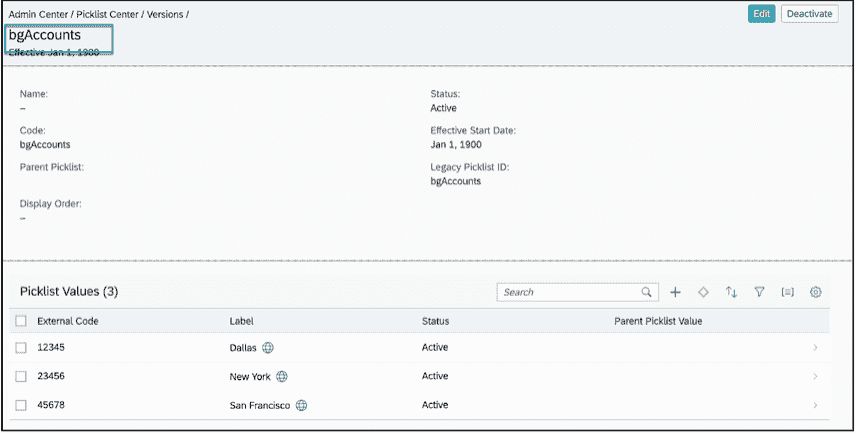 Admin Center / Picklist Center / Versions /
Edit
Deactivate
bgAccounts
Effective Jan 1, 1900
Name:
–
Status:
Active
Code:
bgAccounts
Effective Start Date:
Jan 1, 1900
Parent Picklist:
Legacy Picklist ID:
bgAccounts
Display Order:
–
Picklist Values (3)
Search
External Code Label Status Parent Picklist Value
12345 Dallas Active
23456 New York Active
45678 San Francisco Active